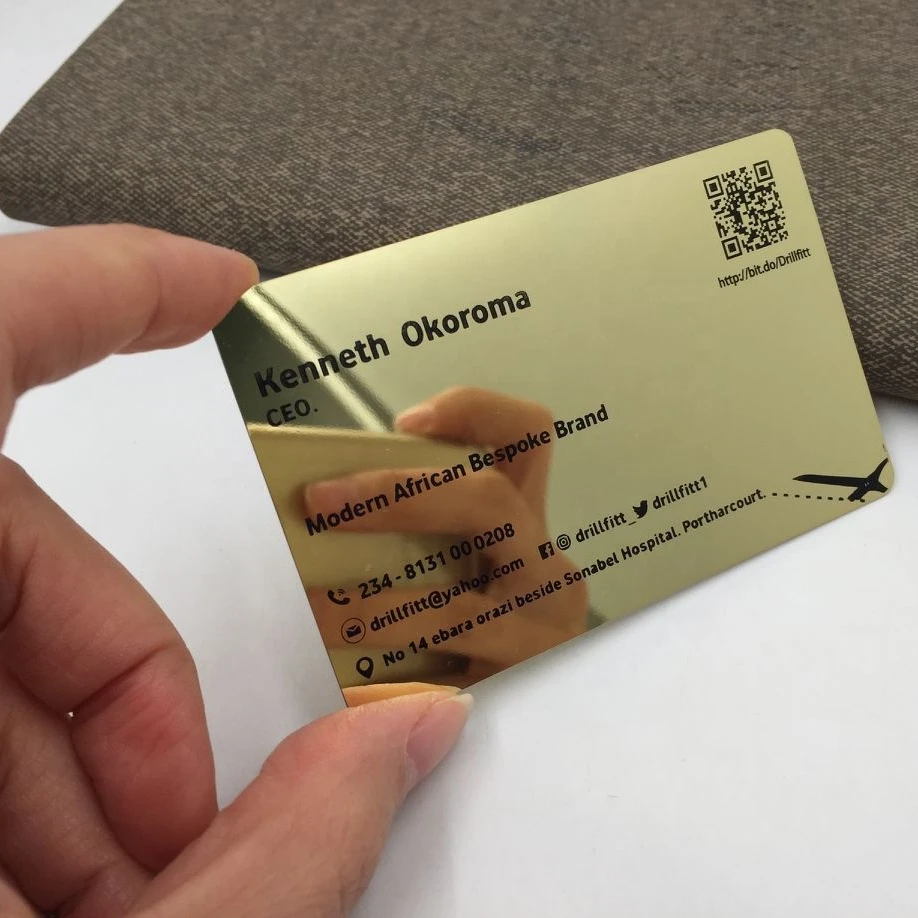 http://bit.do/Drillfitt
Kenneth Okoroma
CEO.
Modern African Bespoke Brand
234-8131 00 0208
drillfitt@yahoo.com drillfitt_ drillfitt1
No 14 ebara orazi beside Sonabel Hospital. Portharcourt.